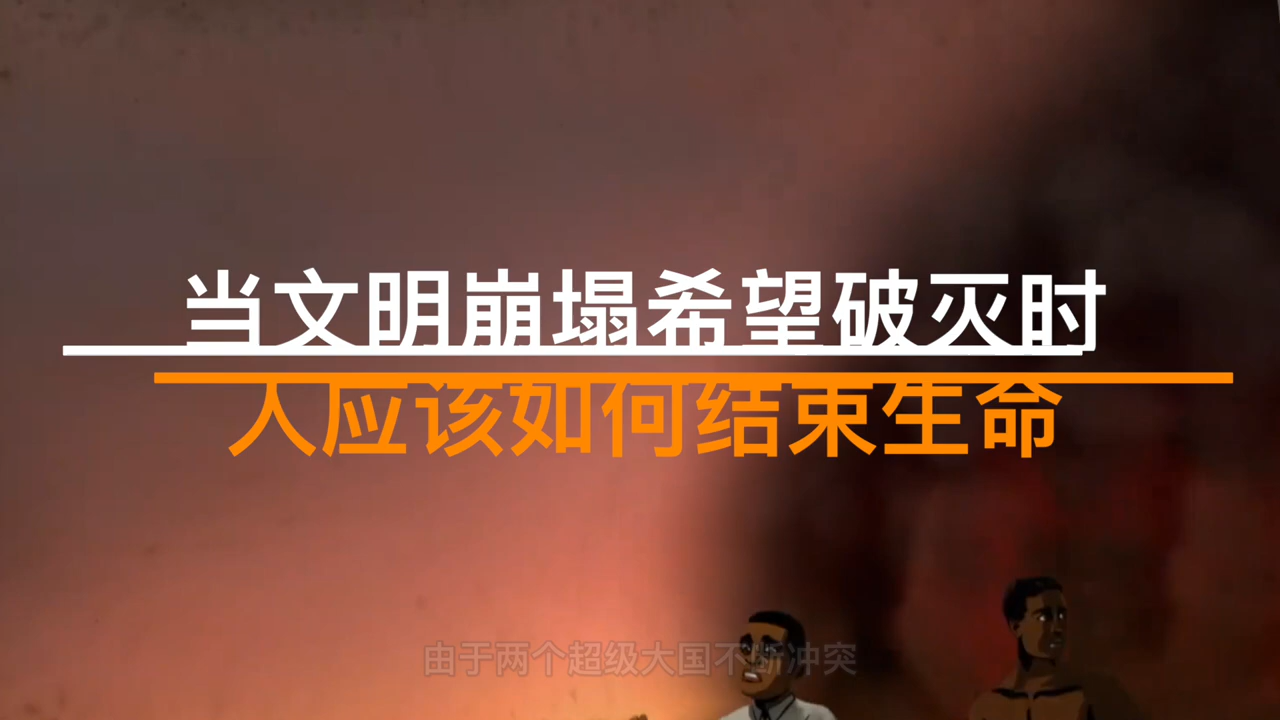 当文明崩塌希望破灭时
人应该如何结束生命
由于两个超级大国不断冲突